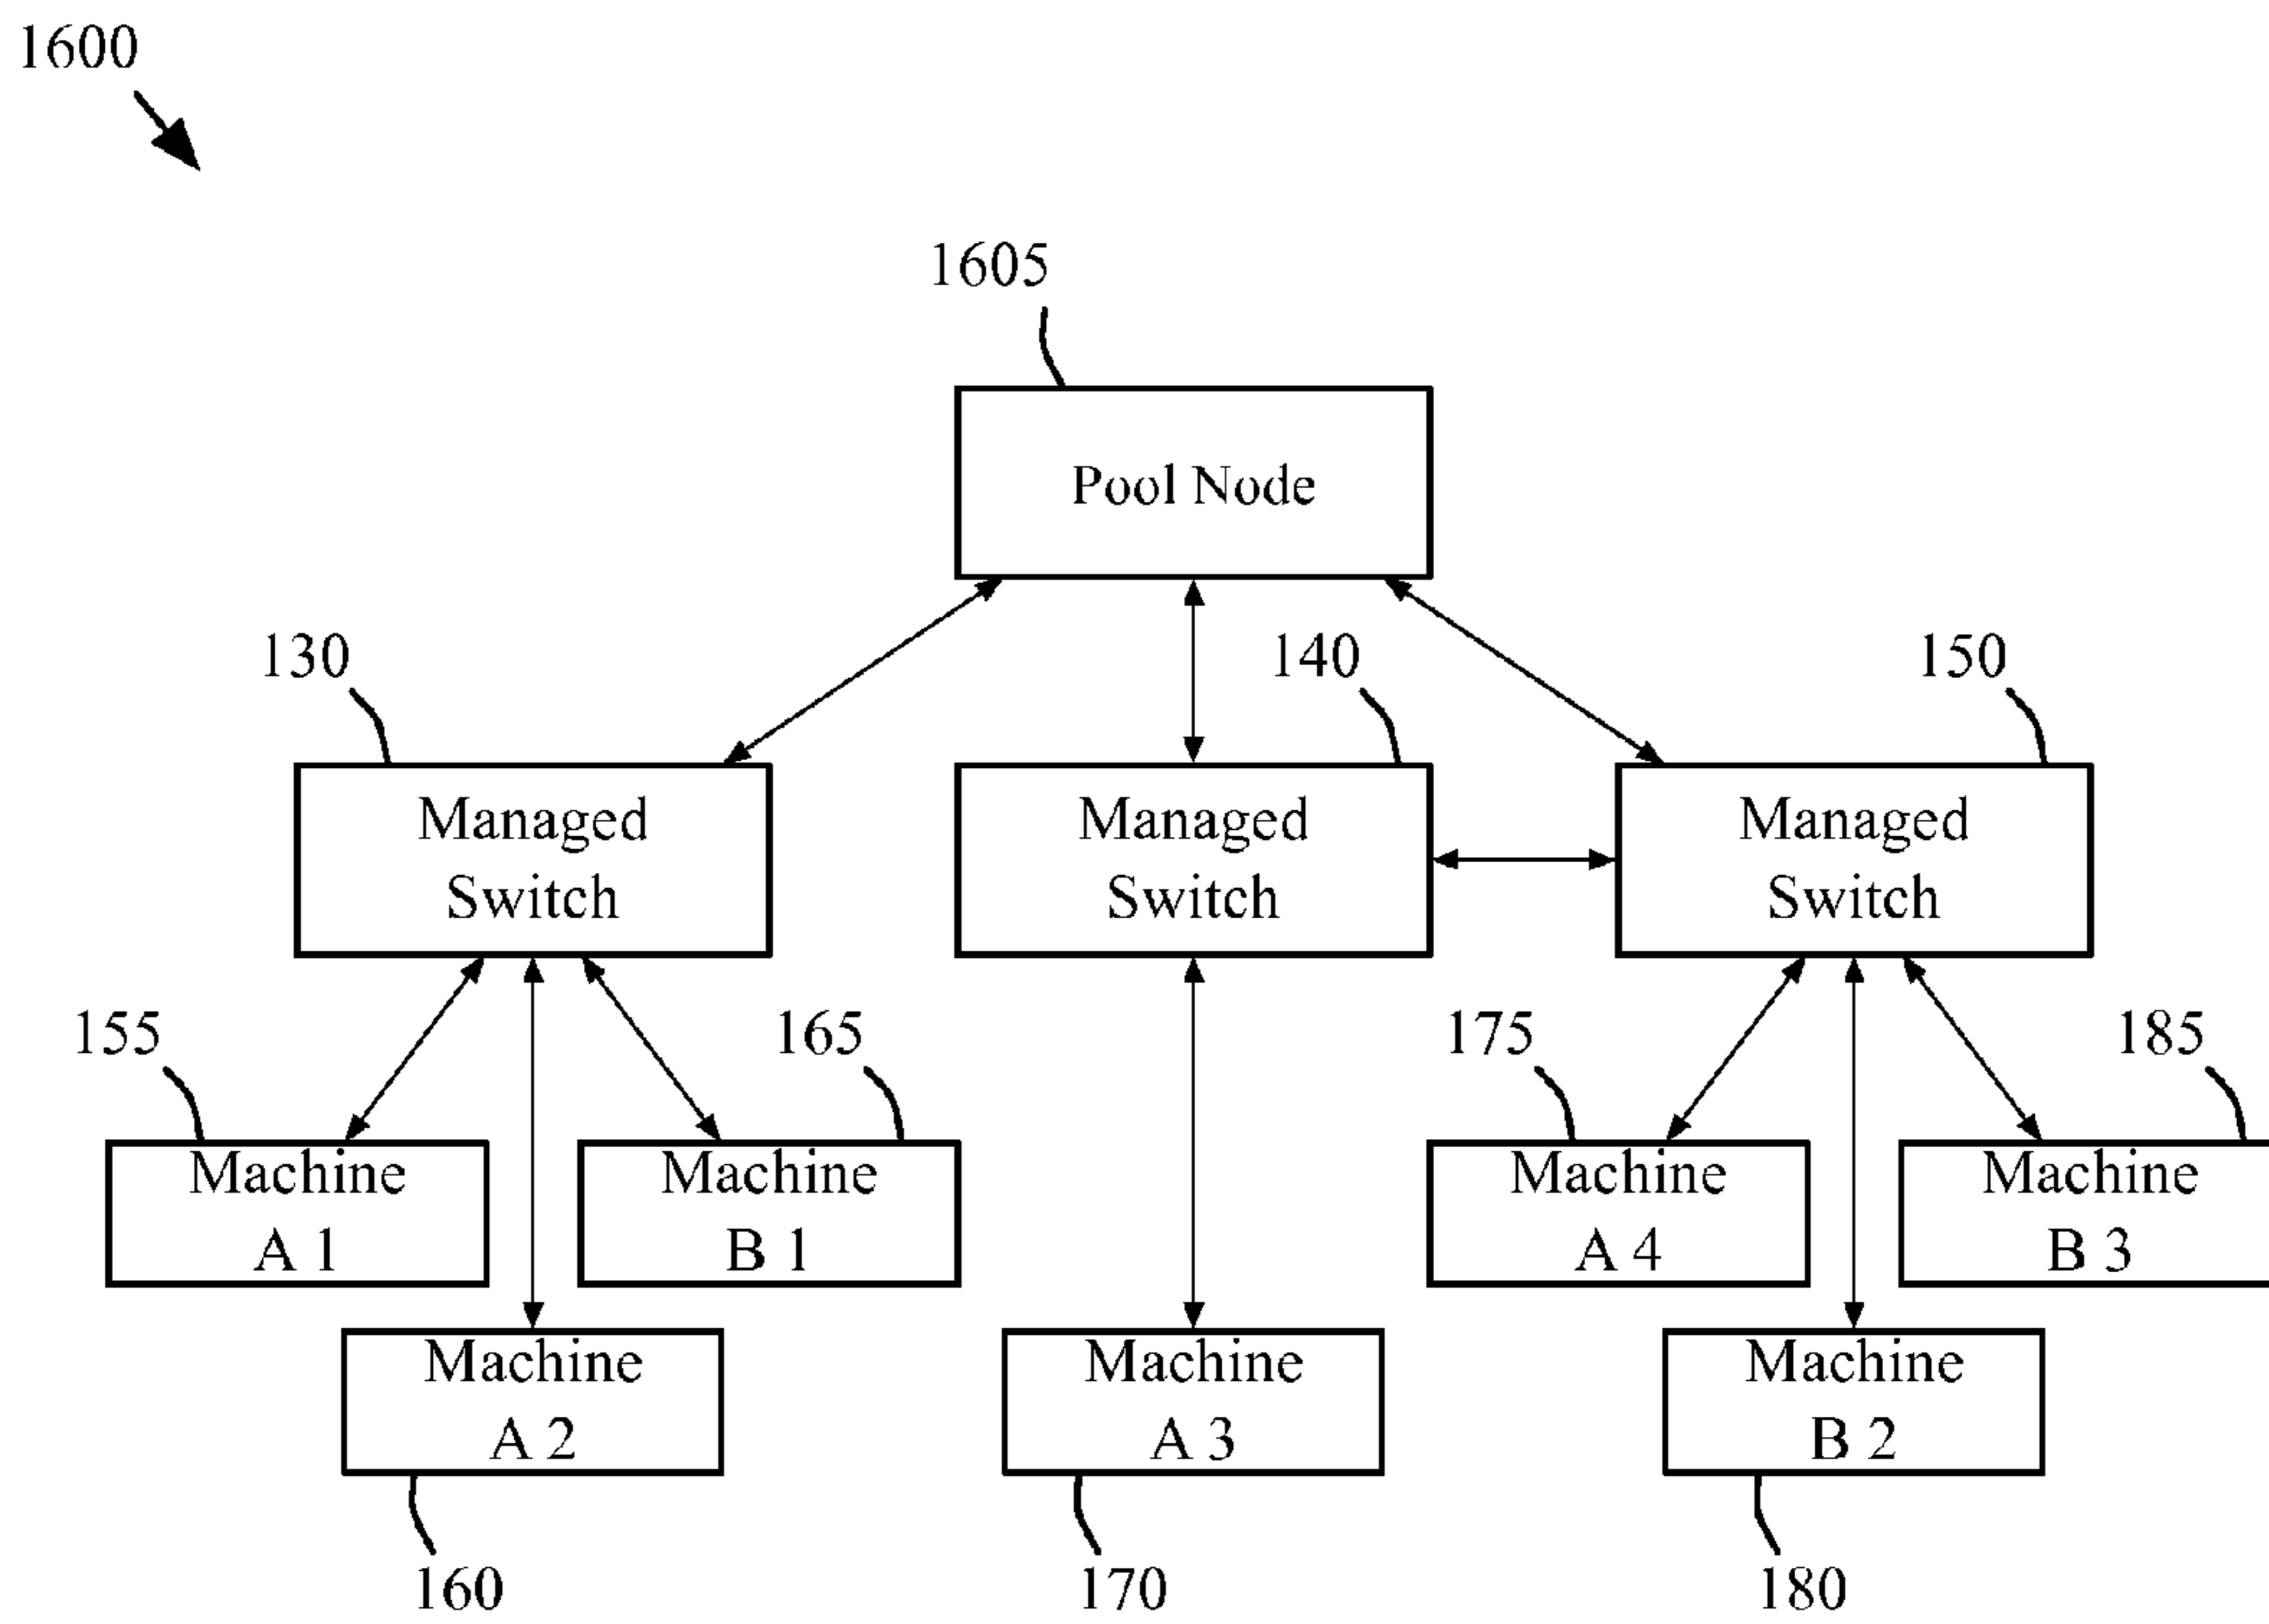 1600
1605
Pool Node
130
140
150
Managed
Switch
Managed
Switch
Managed
Switch
155
165
175
185
Machine
A 1
Machine
B 1
Machine
A 4
Machine
B 3
Machine
A 2
Machine
A 3
Machine
B 2
160
170
180